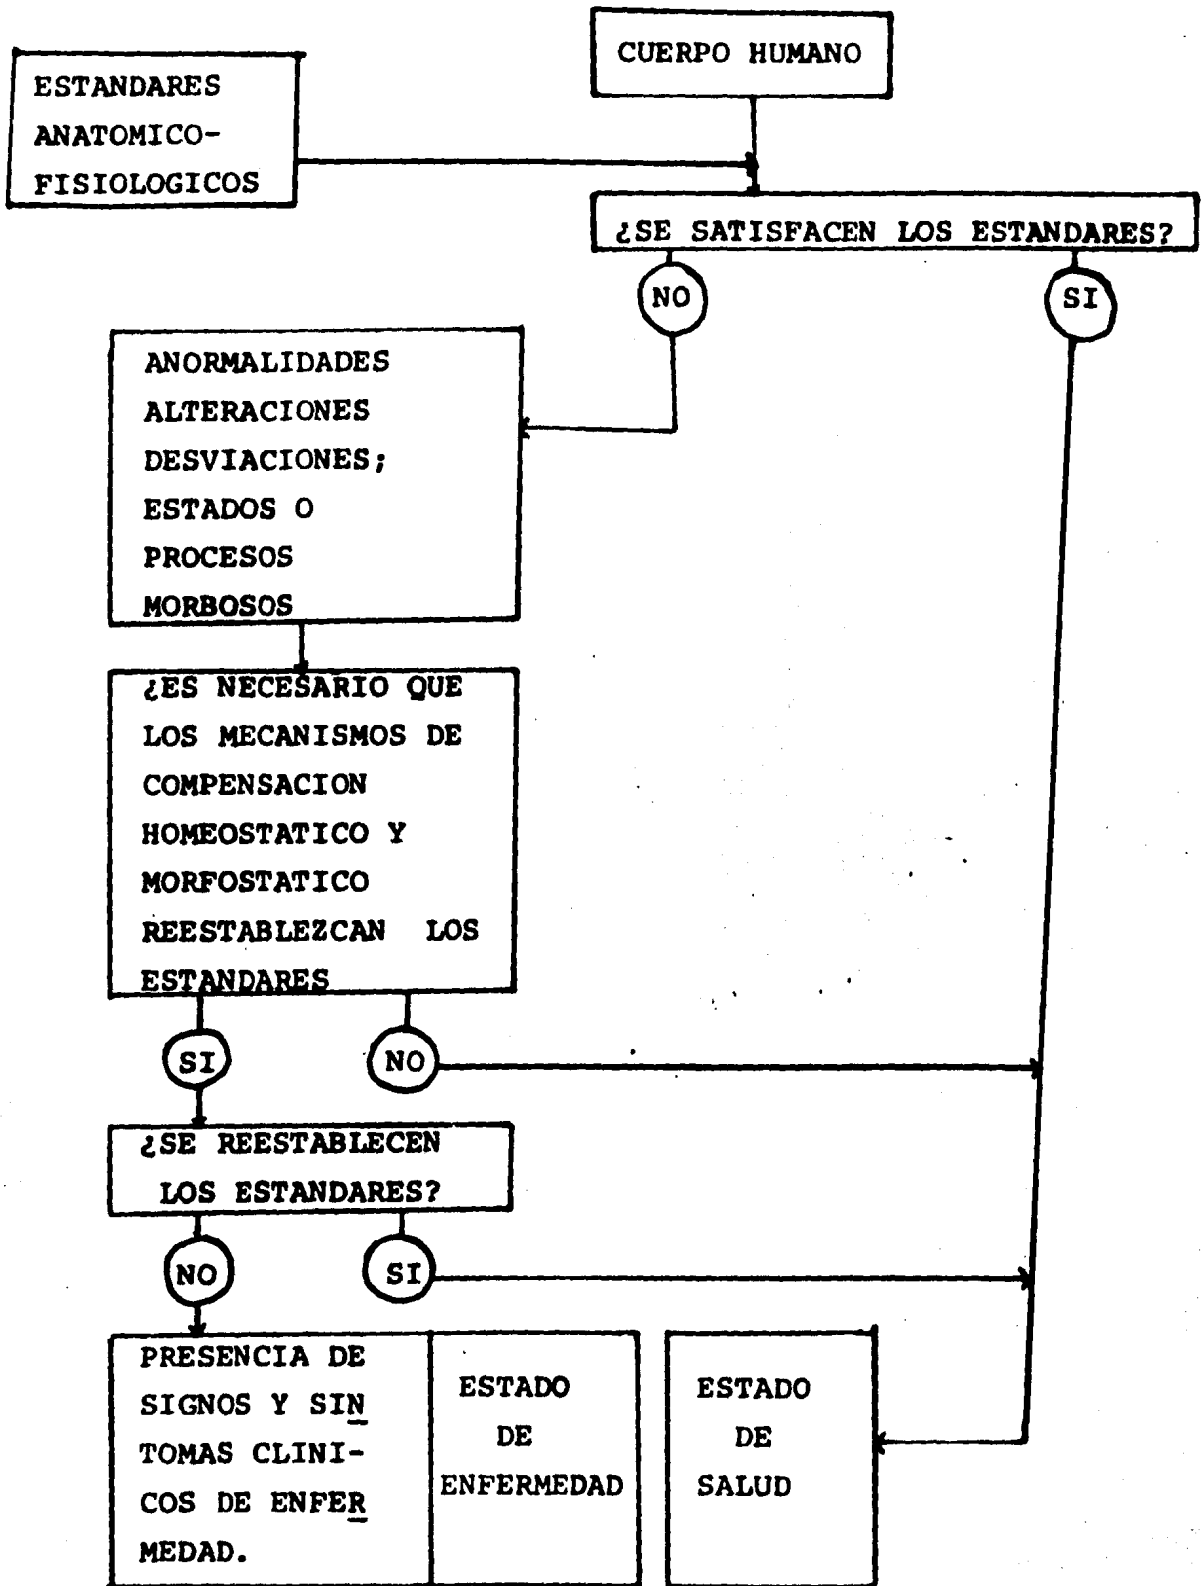 CUERPO HUMANO
ESTANDARES
ANATOMICO-
FISIOLOGICOS
¿SE SATISFACEN LOS ESTANDARES?
NO
SI
ANORMALIDADES
ALTERACIONES
DESVIACIONES;
ESTADOS O
PROCESOS
MORBOSOS
¿ES NECESARIO QUE
LOS MECANISMOS DE
COMPENSACION
HOMEOSTATICO Y
MORFOSTATICO
REESTABLEZCAN LOS
ESTANDARES
SI
NO
¿SE REESTABLECEN
LOS ESTANDARES?
NO
SI
PRESENCIA DE
SIGNOS Y SIN
TOMAS CLINI-
COS DE ENFER
MEDAD.
ESTADO
DE
ENFERMEDAD
ESTADO
DE
SALUD